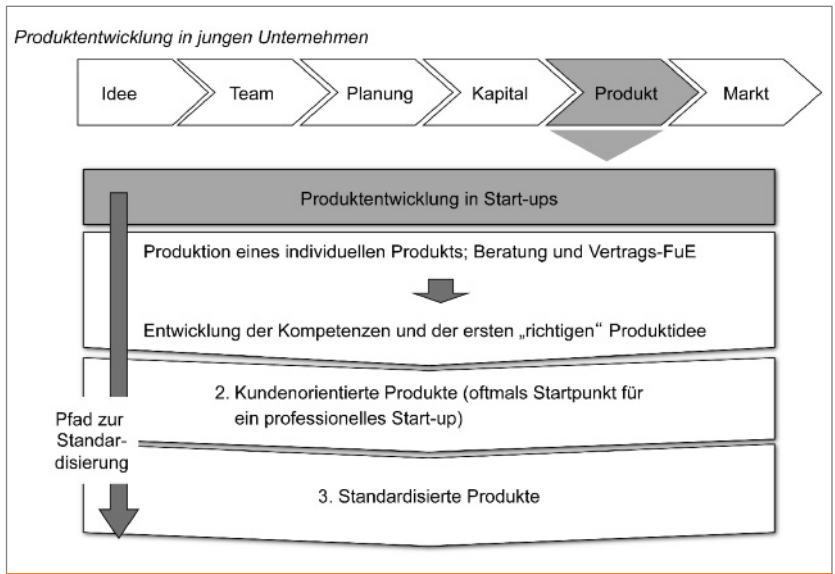 Produktentwicklung in jungen Unternehmen
Idee
Team
Planung
Kapital
Produkt
Markt
Produktentwicklung in Start-ups
Produktion eines individuellen Produkts; Beratung und Vertrags-FuE
Entwicklung der Kompetenzen und der ersten „richtigen“ Produktidee
2. Kundenorientierte Produkte (oftmals Startpunkt für
ein professionelles Start-up)
Pfad zur
Standar-
disierung
3. Standardisierte Produkte